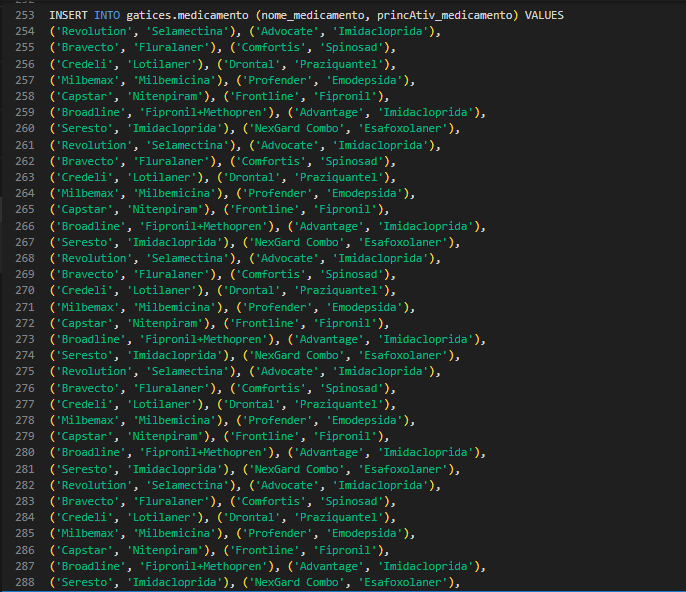 253 INSERT INTO gatices.medicamento (nome_medicamento, princAtiv_medicamento) VALUES
254 ('Revolution', 'Selamectina'), ('Advocate', 'Imidacloprida'),
255 ('Bravecto', 'Fluralaner'), ('Comfortis', 'Spinosad'),
256 ('Credeli', 'Lotilaner'), ('Drontal', 'Praziquantel'),
257 ('Milbemax', 'Milbemicina'), ('Profender', 'Emodepsida'),
258 ('Capstar', 'Nitenpiram'), ('Frontline', 'Fipronil'),
259 ('Broadline', 'Fipronil+Methopren'), ('Advantage', 'Imidacloprida'),
260 ('Seresto', 'Imidacloprida'), ('NexGard Combo', 'Esafoxolaner'),
261 ('Revolution', 'Selamectina'), ('Advocate', 'Imidacloprida'),
262 ('Bravecto', 'Fluralaner'), ('Comfortis', 'Spinosad'),
263 ('Credeli', 'Lotilaner'), ('Drontal', 'Praziquantel'),
264 ('Milbemax', 'Milbemicina'), ('Profender', 'Emodepsida'),
265 ('Capstar', 'Nitenpiram'), ('Frontline', 'Fipronil'),
266 ('Broadline', 'Fipronil+Methopren'), ('Advantage', 'Imidacloprida'),
267 ('Seresto', 'Imidacloprida'), ('NexGard Combo', 'Esafoxolaner'),
268 ('Revolution', 'Selamectina'), ('Advocate', 'Imidacloprida'),
269 ('Bravecto', 'Fluralaner'), ('Comfortis', 'Spinosad'),
270 ('Credeli', 'Lotilaner'), ('Drontal', 'Praziquantel'),
271 ('Milbemax', 'Milbemicina'), ('Profender', 'Emodepsida'),
272 ('Capstar', 'Nitenpiram'), ('Frontline', 'Fipronil'),
273 ('Broadline', 'Fipronil+Methopren'), ('Advantage', 'Imidacloprida'),
274 ('Seresto', 'Imidacloprida'), ('NexGard Combo', 'Esafoxolaner'),
275 ('Revolution', 'Selamectina'), ('Advocate', 'Imidacloprida'),
276 ('Bravecto', 'Fluralaner'), ('Comfortis', 'Spinosad'),
277 ('Credeli', 'Lotilaner'), ('Drontal', 'Praziquantel'),
278 ('Milbemax', 'Milbemicina'), ('Profender', 'Emodepsida'),
279 ('Capstar', 'Nitenpiram'), ('Frontline', 'Fipronil'),
280 ('Broadline', 'Fipronil+Methopren'), ('Advantage', 'Imidacloprida'),
281 ('Seresto', 'Imidacloprida'), ('NexGard Combo', 'Esafoxolaner'),
282 ('Revolution', 'Selamectina'), ('Advocate', 'Imidacloprida'),
283 ('Bravecto', 'Fluralaner'), ('Comfortis', 'Spinosad'),
284 ('Credeli', 'Lotilaner'), ('Drontal', 'Praziquantel'),
285 ('Milbemax', 'Milbemicina'), ('Profender', 'Emodepsida'),
286 ('Capstar', 'Nitenpiram'), ('Frontline', 'Fipronil'),
287 ('Broadline', 'Fipronil+Methopren'), ('Advantage', 'Imidacloprida'),
288 ('Seresto', 'Imidacloprida'), ('NexGard Combo', 'Esafoxolaner'),